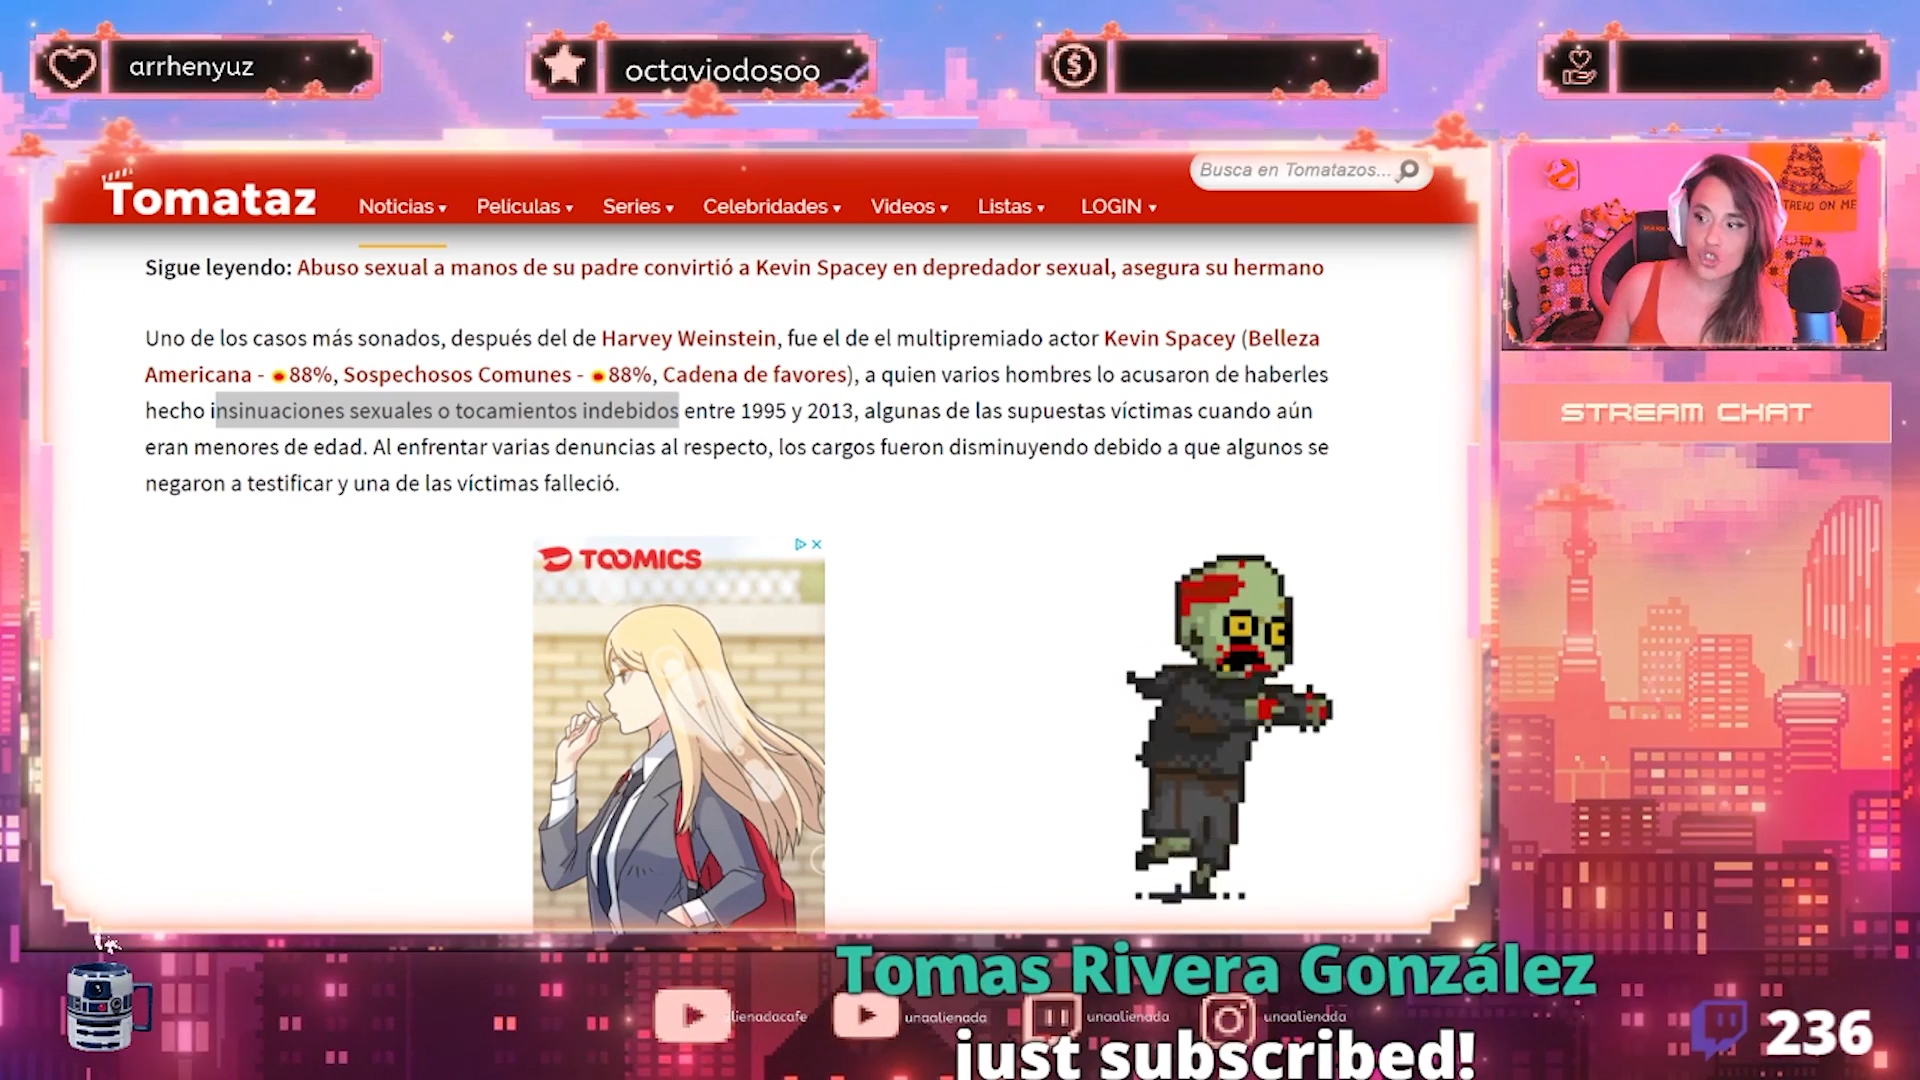 arrhenyuz
octaviodosoo
Tomataz
Busca en Tomatazos...
Noticias Películas Series Celebridades Videos Listas LOGIN
TREAD ON ME
Sigue leyendo: Abuso sexual a manos de su padre convirtió a Kevin Spacey en depredador sexual, asegura su hermano
Uno de los casos más sonados, después del de Harvey Weinstein, fue el de el multipremiado actor Kevin Spacey (Belleza
Americana - 88%, Sospechosos Comunes - 88%, Cadena de favores), a quien varios hombres lo acusaron de haberles
hecho insinuaciones sexuales o tocamientos indebidos entre 1995 y 2013, algunas de las supuestas víctimas cuando aún
eran menores de edad. Al enfrentar varias denuncias al respecto, los cargos fueron disminuyendo debido a que algunos se
negaron a testificar y una de las víctimas falleció.
STREAM CHAT
TOOMICS
Tomas Rivera González
just subscribed!
lienadacafe
unaalienada
unaalienada
unaalienada
236